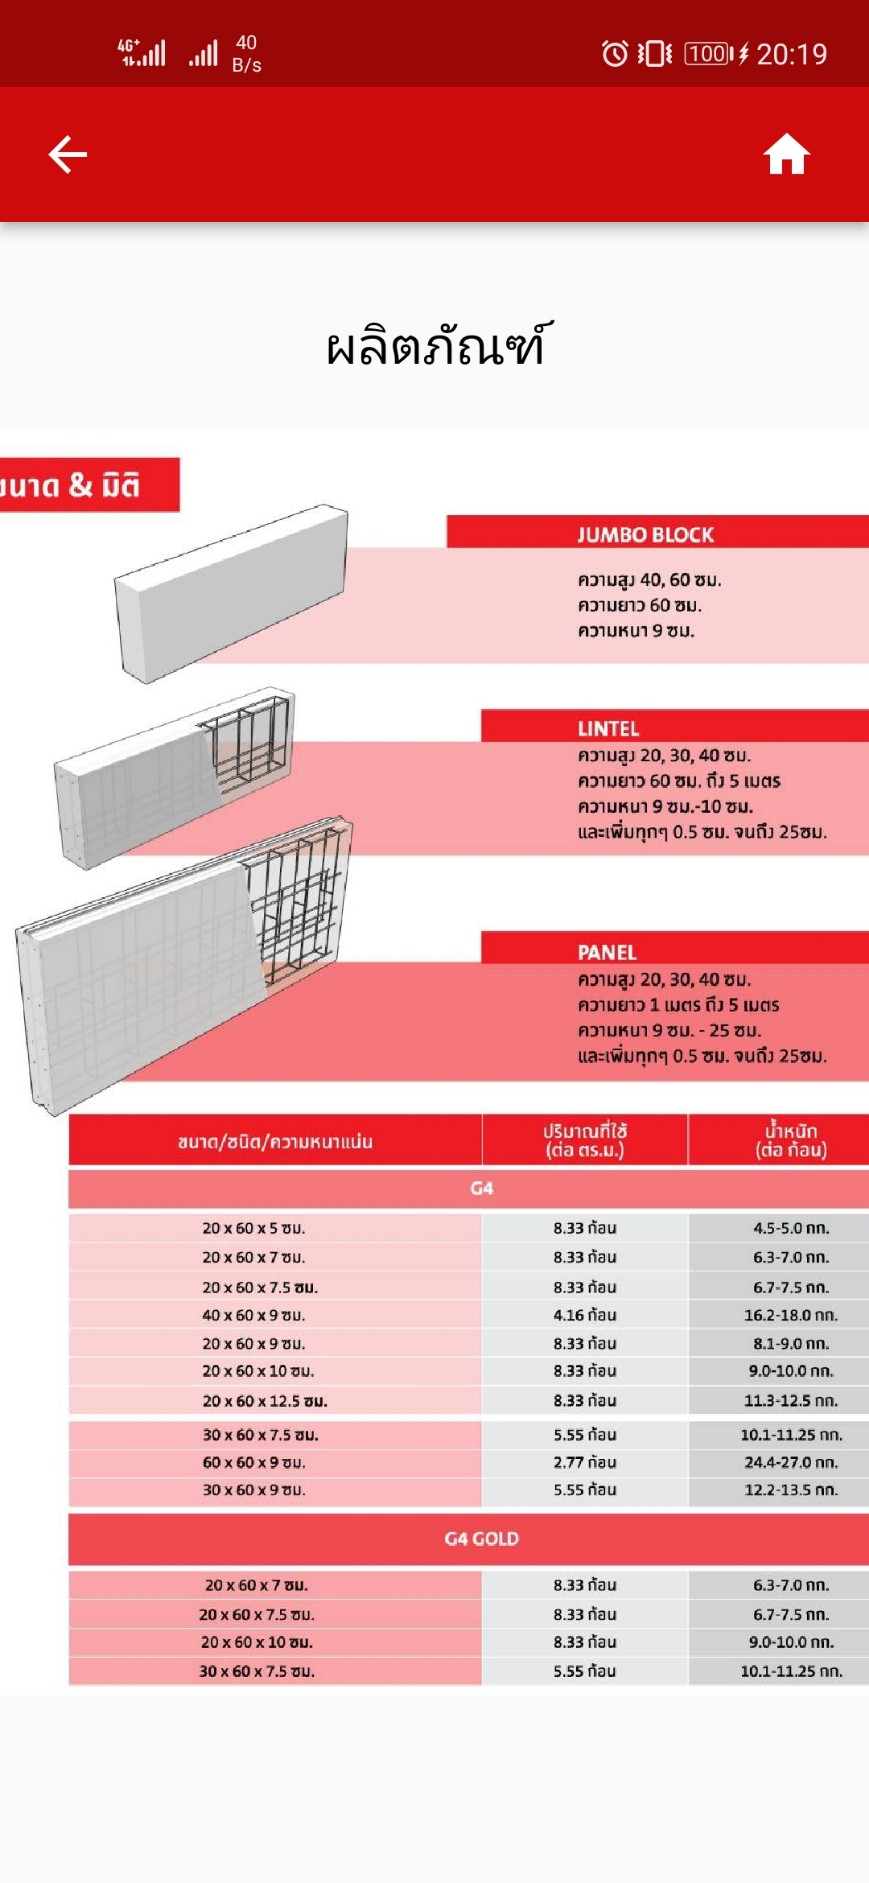 4G+
40
B/s
100
20:19
ผลิตภัณฑ์
ขนาด & มิติ
JUMBO BLOCK
ความสูง 40, 60 ซม.
ความยาว 60 ซม.
ความหนา 9 ซม.
LINTEL
ความสูง 20, 30, 40 ซม.
ความยาว 60 ซม. ถึง 5 เมตร
ความหนา 9 ซม.-10 ซม.
และเพิ่มทุกๆ 0.5 ซม. จนถึง 25ซม.
PANEL
ความสูง 20, 30, 40 ซม.
ความยาว 1 เมตร ถึง 5 เมตร
ความหนา 9 ซม. - 25 ซม.
และเพิ่มทุกๆ 0.5 ซม. จนถึง 25ซม.
ขนาด/ชนิด/ความหนาแน่น ปริมาณที่ใช้ (ต่อ ตร.ม.) น้ำหนัก (ต่อ ก้อน)
G4
20 x 60 x 5 ซม. 8.33 ก้อน 4.5-5.0 กก.
20 x 60 x 7 ซม. 8.33 ก้อน 6.3-7.0 กก.
20 x 60 x 7.5 ซม. 8.33 ก้อน 6.7-7.5 กก.
40 x 60 x 9 ซม. 4.16 ก้อน 16.2-18.0 กก.
20 x 60 x 9 ซม. 8.33 ก้อน 8.1-9.0 กก.
20 x 60 x 10 ซม. 8.33 ก้อน 9.0-10.0 กก.
20 x 60 x 12.5 ซม. 8.33 ก้อน 11.3-12.5 กก.
30 x 60 x 7.5 ซม. 5.55 ก้อน 10.1-11.25 กก.
60 x 60 x 9 ซม. 2.77 ก้อน 24.4-27.0 กก.
30 x 60 x 9 ซม. 5.55 ก้อน 12.2-13.5 กก.
G4 GOLD
20 x 60 x 7 ซม. 8.33 ก้อน 6.3-7.0 กก.
20 x 60 x 7.5 ซม. 8.33 ก้อน 6.7-7.5 กก.
20 x 60 x 10 ซม. 8.33 ก้อน 9.0-10.0 กก.
30 x 60 x 7.5 ซม. 5.55 ก้อน 10.1-11.25 กก.